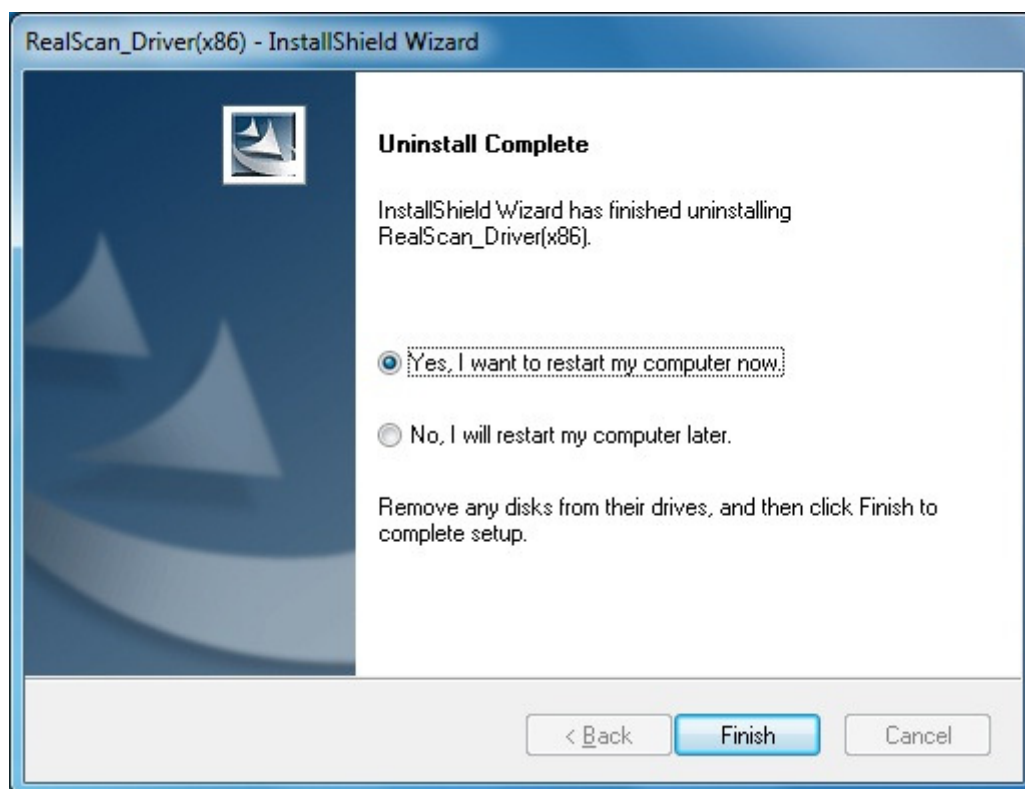 RealScan_Driver(x86) - InstallShield Wizard
Uninstall Complete
InstallShield Wizard has finished uninstalling
RealScan_Driver(x86).
Yes, I want to restart my computer now.
No, I will restart my computer later.
Remove any disks from their drives, and then click Finish to
complete setup.
< Back Finish Cancel